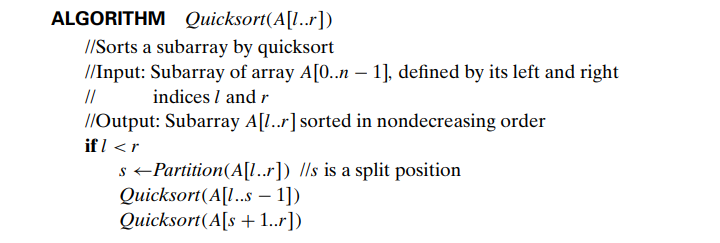 ALGORITHM Quicksort(A[l..r])
//Sorts a subarray by quicksort
//Input: Subarray of array A[0..n − 1], defined by its left and right
// indices l and r
//Output: Subarray A[l..r] sorted in nondecreasing order
if l < r
s ←Partition(A[l..r]) //s is a split position
Quicksort(A[l..s − 1])
Quicksort(A[s + 1..r])